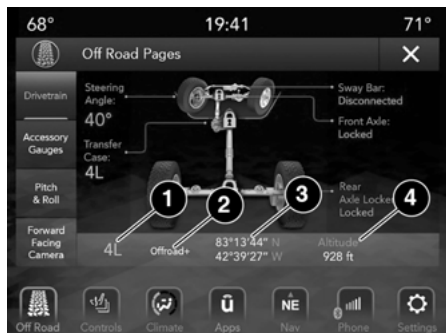 68°
19:41
71°
Off Road Pages
X
Drivetrain
Accessory
Gauges
Pitch
& Roll
Forward
Facing
Camera
Steering
Angle:
40°
Transfer
Case:
4L
Sway Bar:
Disconnected
Front Axle:
Locked
Rear
Axle Locker
Locked
1
2
3
4
4L
Offroad+
83°13'44" N
42°39'27" W
Altitude
928 ft
Off Road
Controls
Climate
Apps
Nav
Phone
Settings
û
NE